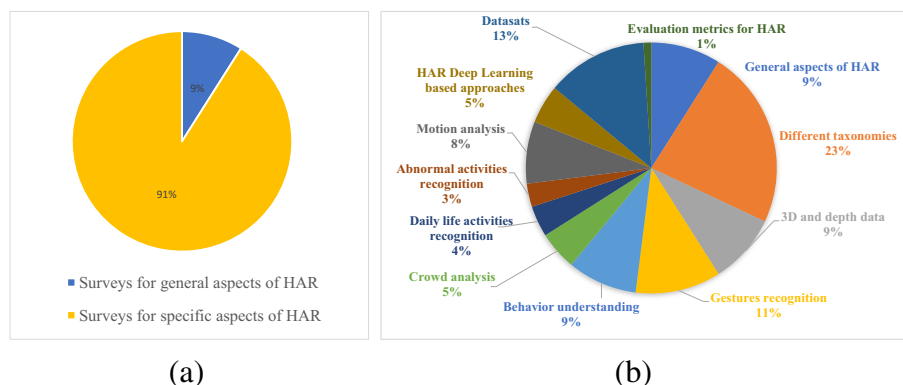 9%
91%
Surveys for general aspects of HAR
Surveys for specific aspects of HAR
(a)
Datasats
13%
Evaluation metrics for HAR
1%
General aspects of HAR
9%
Different taxonomies
23%
3D and depth data
9%
Gestures recognition
11%
Behavior understanding
9%
Crowd analysis
5%
Daily life activities
recognition
4%
Abnormal activities
recognition
3%
Motion analysis
8%
HAR Deep Learning
based approaches
5%
(b)